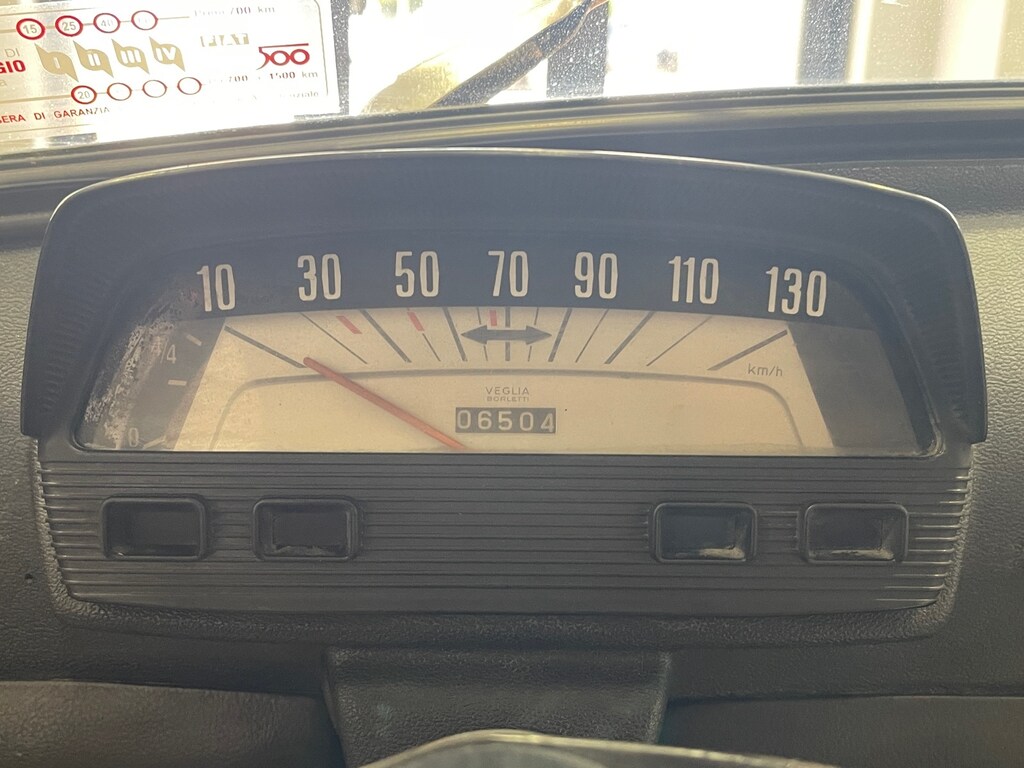 15 25 40
Primi 700 km
DI
GIO
I II III IV
FIAT
500
700 1500 km
20
ERA DI GARANZIA
10 30 50 70 90 110 130
4
0
km/h
VEGLIA
BORLETTI
06504